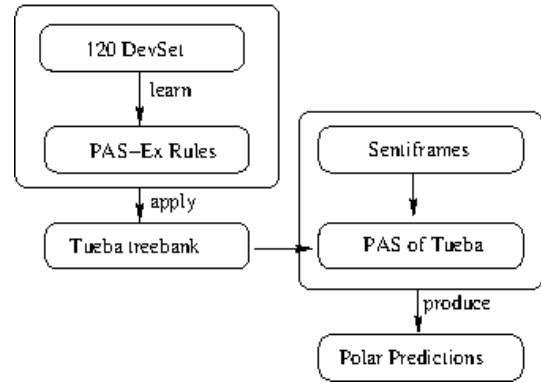 120 DevSet
learn
PAS-Ex Rules
apply
Tueba treebank
Sentiframes
PAS of Tueba
produce
Polar Predictions